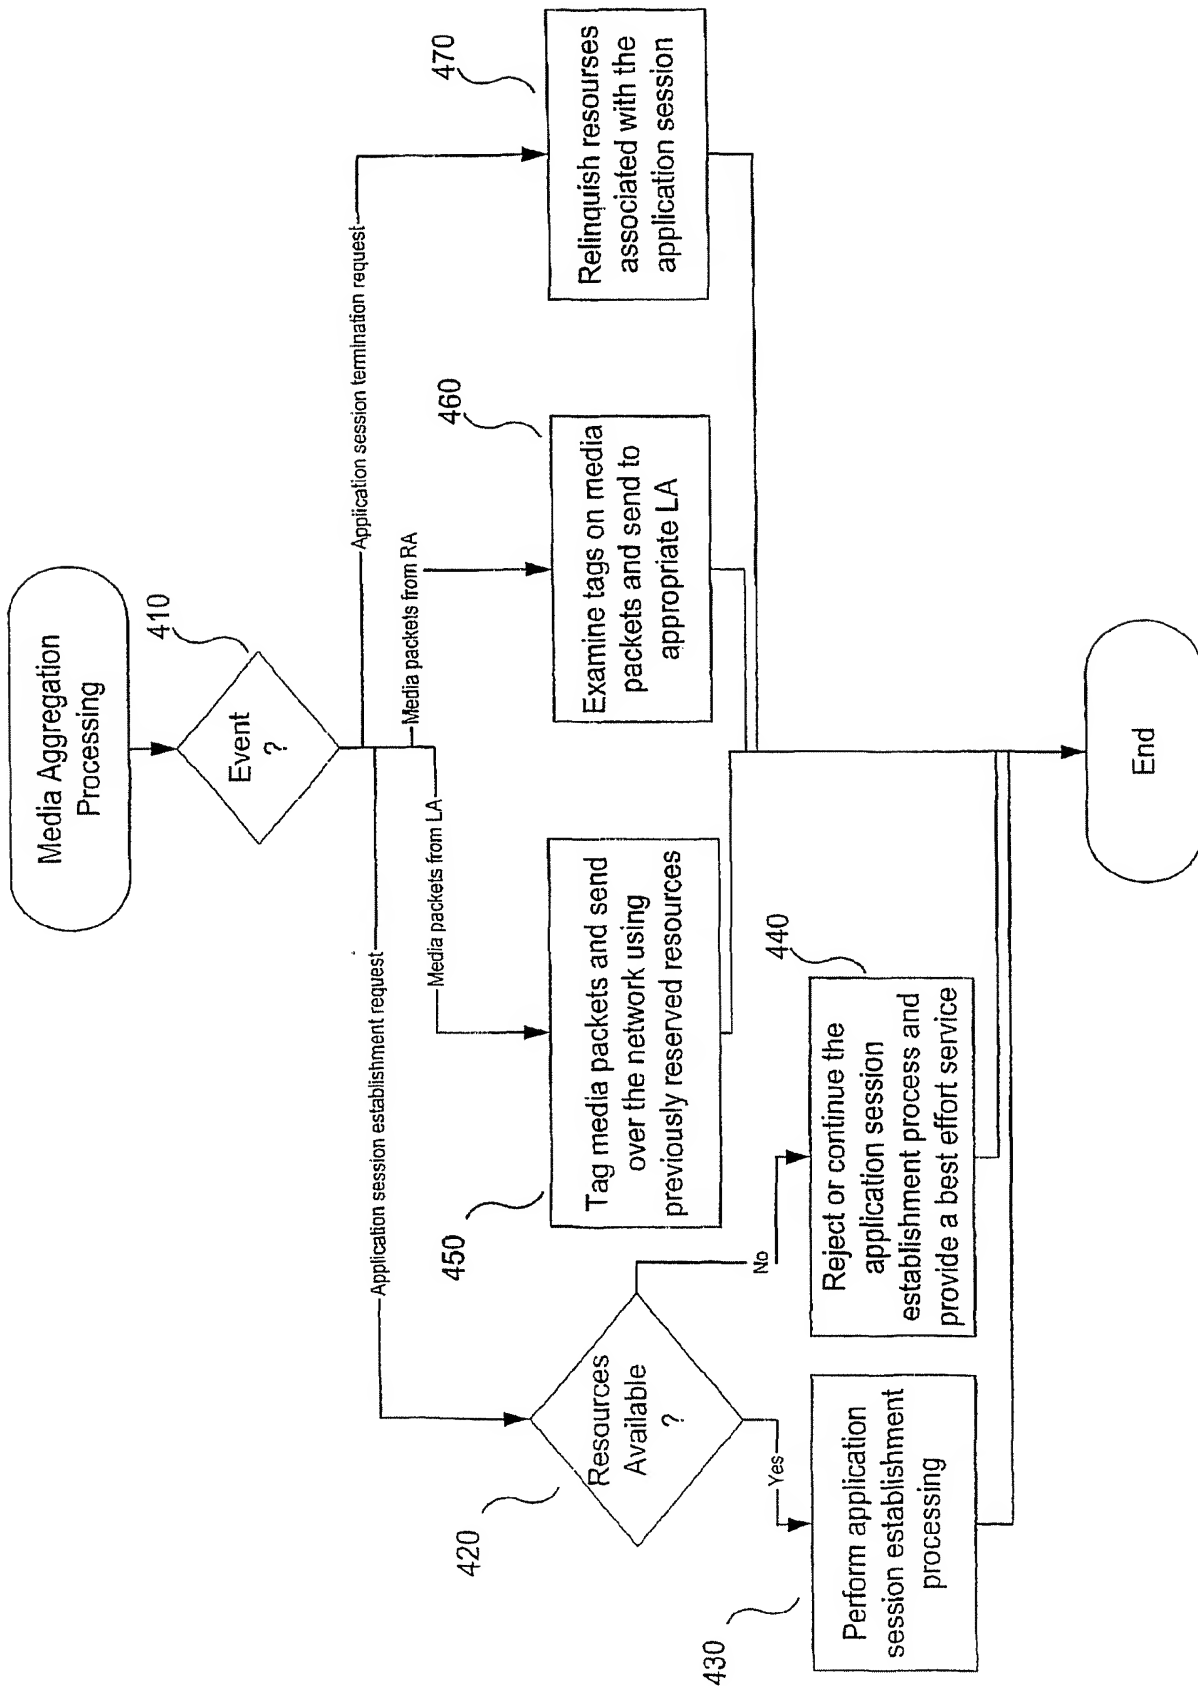 Media Aggregation
Processing
410
Event
?
Application session establishment request
Media packets from LA
Media packets from RA
Application session termination request
420
Resources
Available
?
Yes
No
430
Perform application
session establishment
processing
440
Reject or continue the
application session
establishment process and
provide a best effort service
450
Tag media packets and send
over the network using
previously reserved resources
460
Examine tags on media
packets and send to
appropriate LA
470
Relinquish resourses
associated with the
application session
End